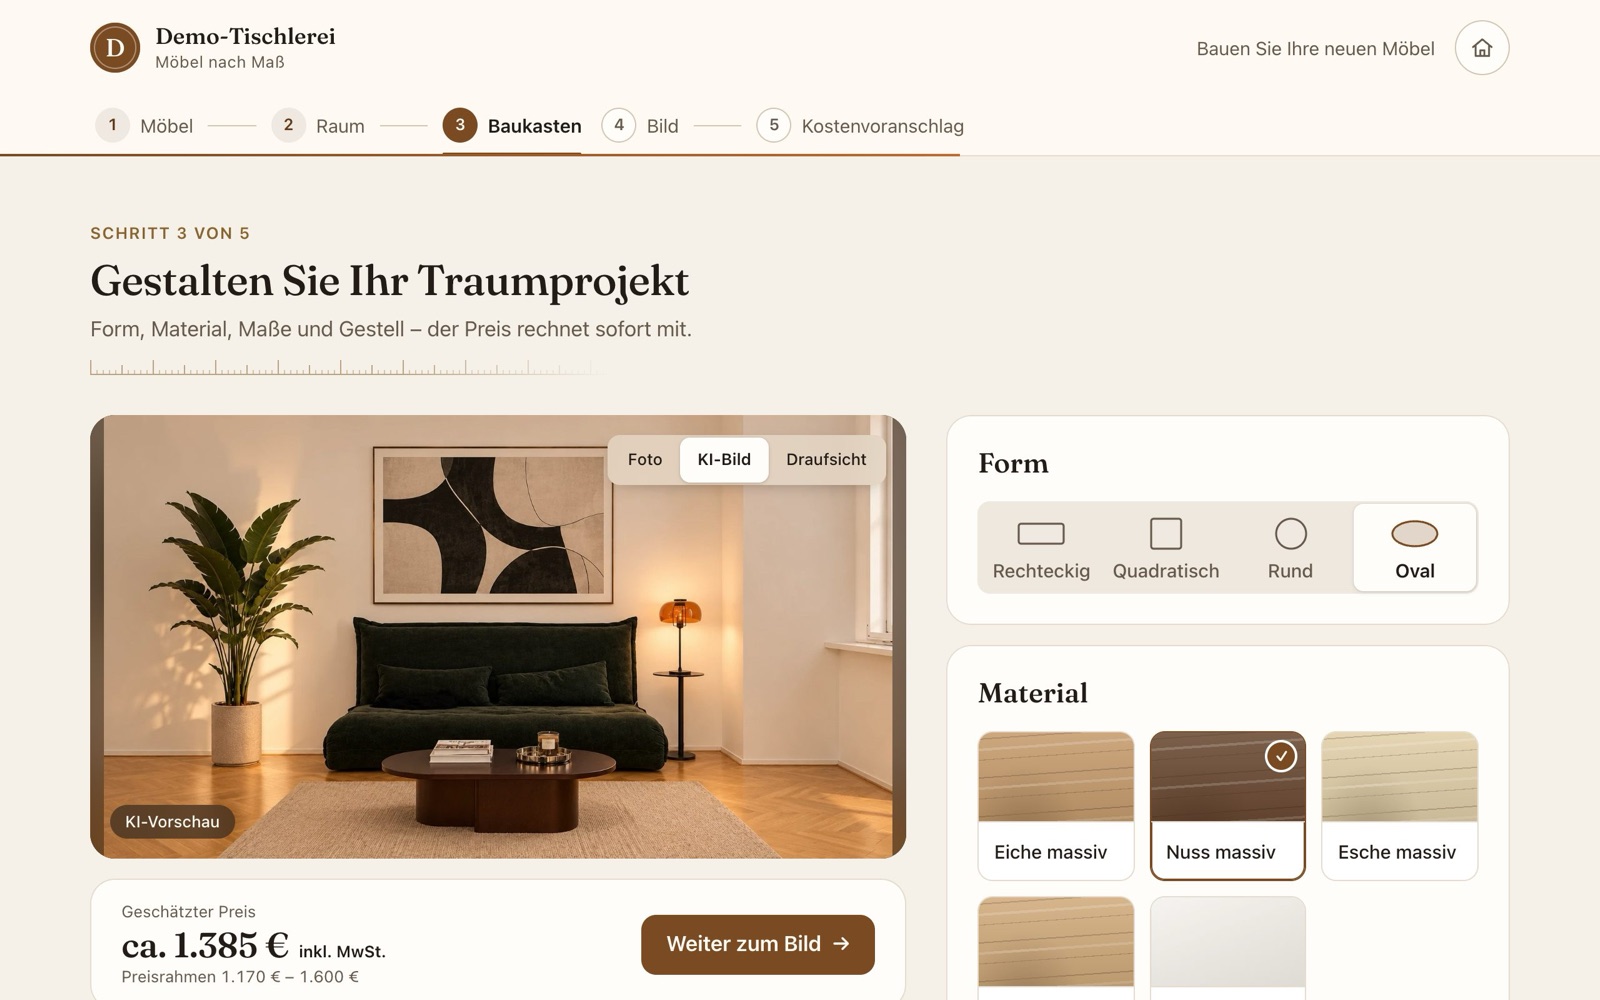 D
Demo-Tischlerei
Möbel nach Maß
Bauen Sie Ihre neuen Möbel
1 Möbel
2 Raum
3 Baukasten
4 Bild
5 Kostenvoranschlag
SCHRITT 3 VON 5
Gestalten Sie Ihr Traumprojekt
Form, Material, Maße und Gestell – der Preis rechnet sofort mit.
Foto
KI-Bild
Draufsicht
KI-Vorschau
Geschätzter Preis
ca. 1.385 € inkl. MwSt.
Preisrahmen 1.170 € – 1.600 €
Weiter zum Bild →
Form
Rechteckig
Quadratisch
Rund
Oval
Material
Eiche massiv
Nuss massiv
Esche massiv